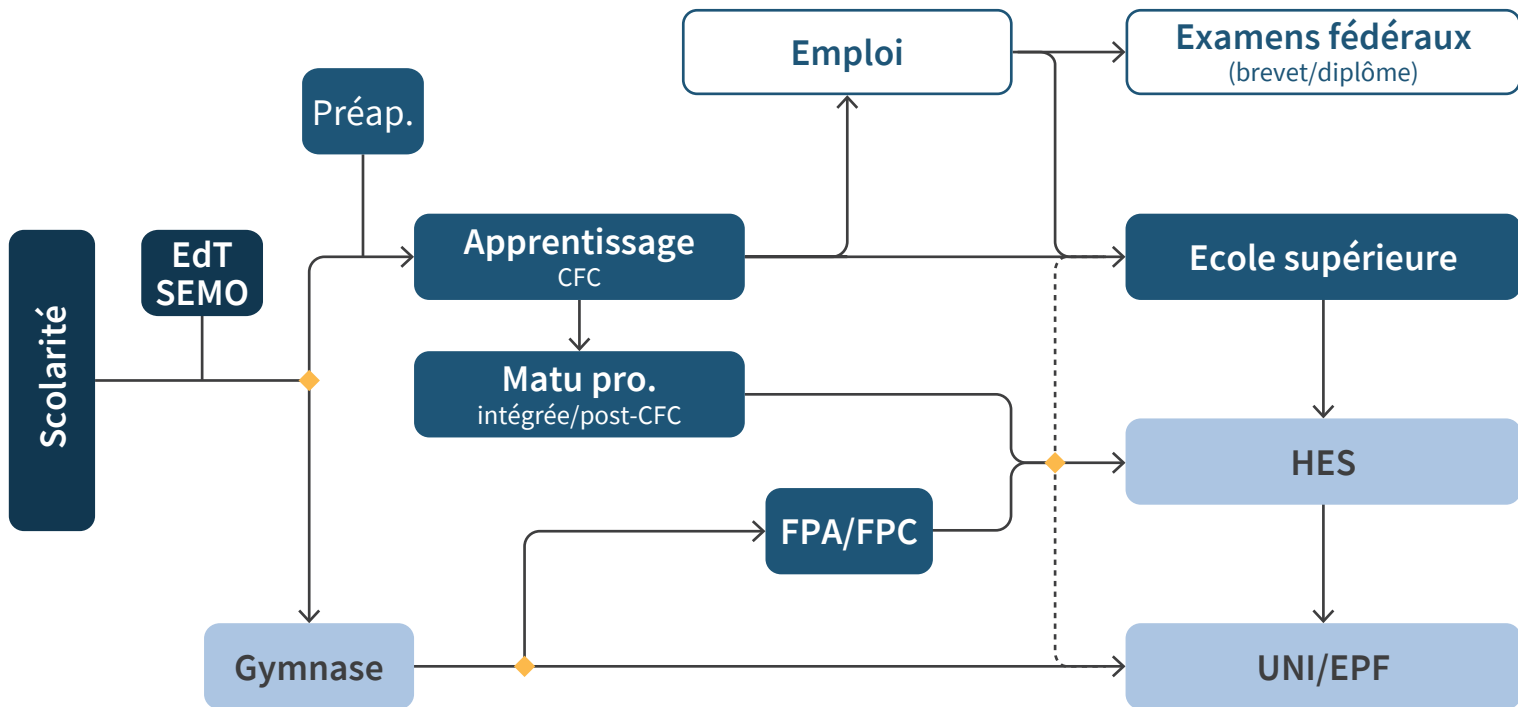 Emploi
Examens fédéraux
(brevet/diplôme)
Préap.
EdT
SEMO
Apprentissage
CFC
Ecole supérieure
Scolarité
Matu pro.
intégrée/post-CFC
HES
FPA/FPC
Gymnase
UNI/EPF